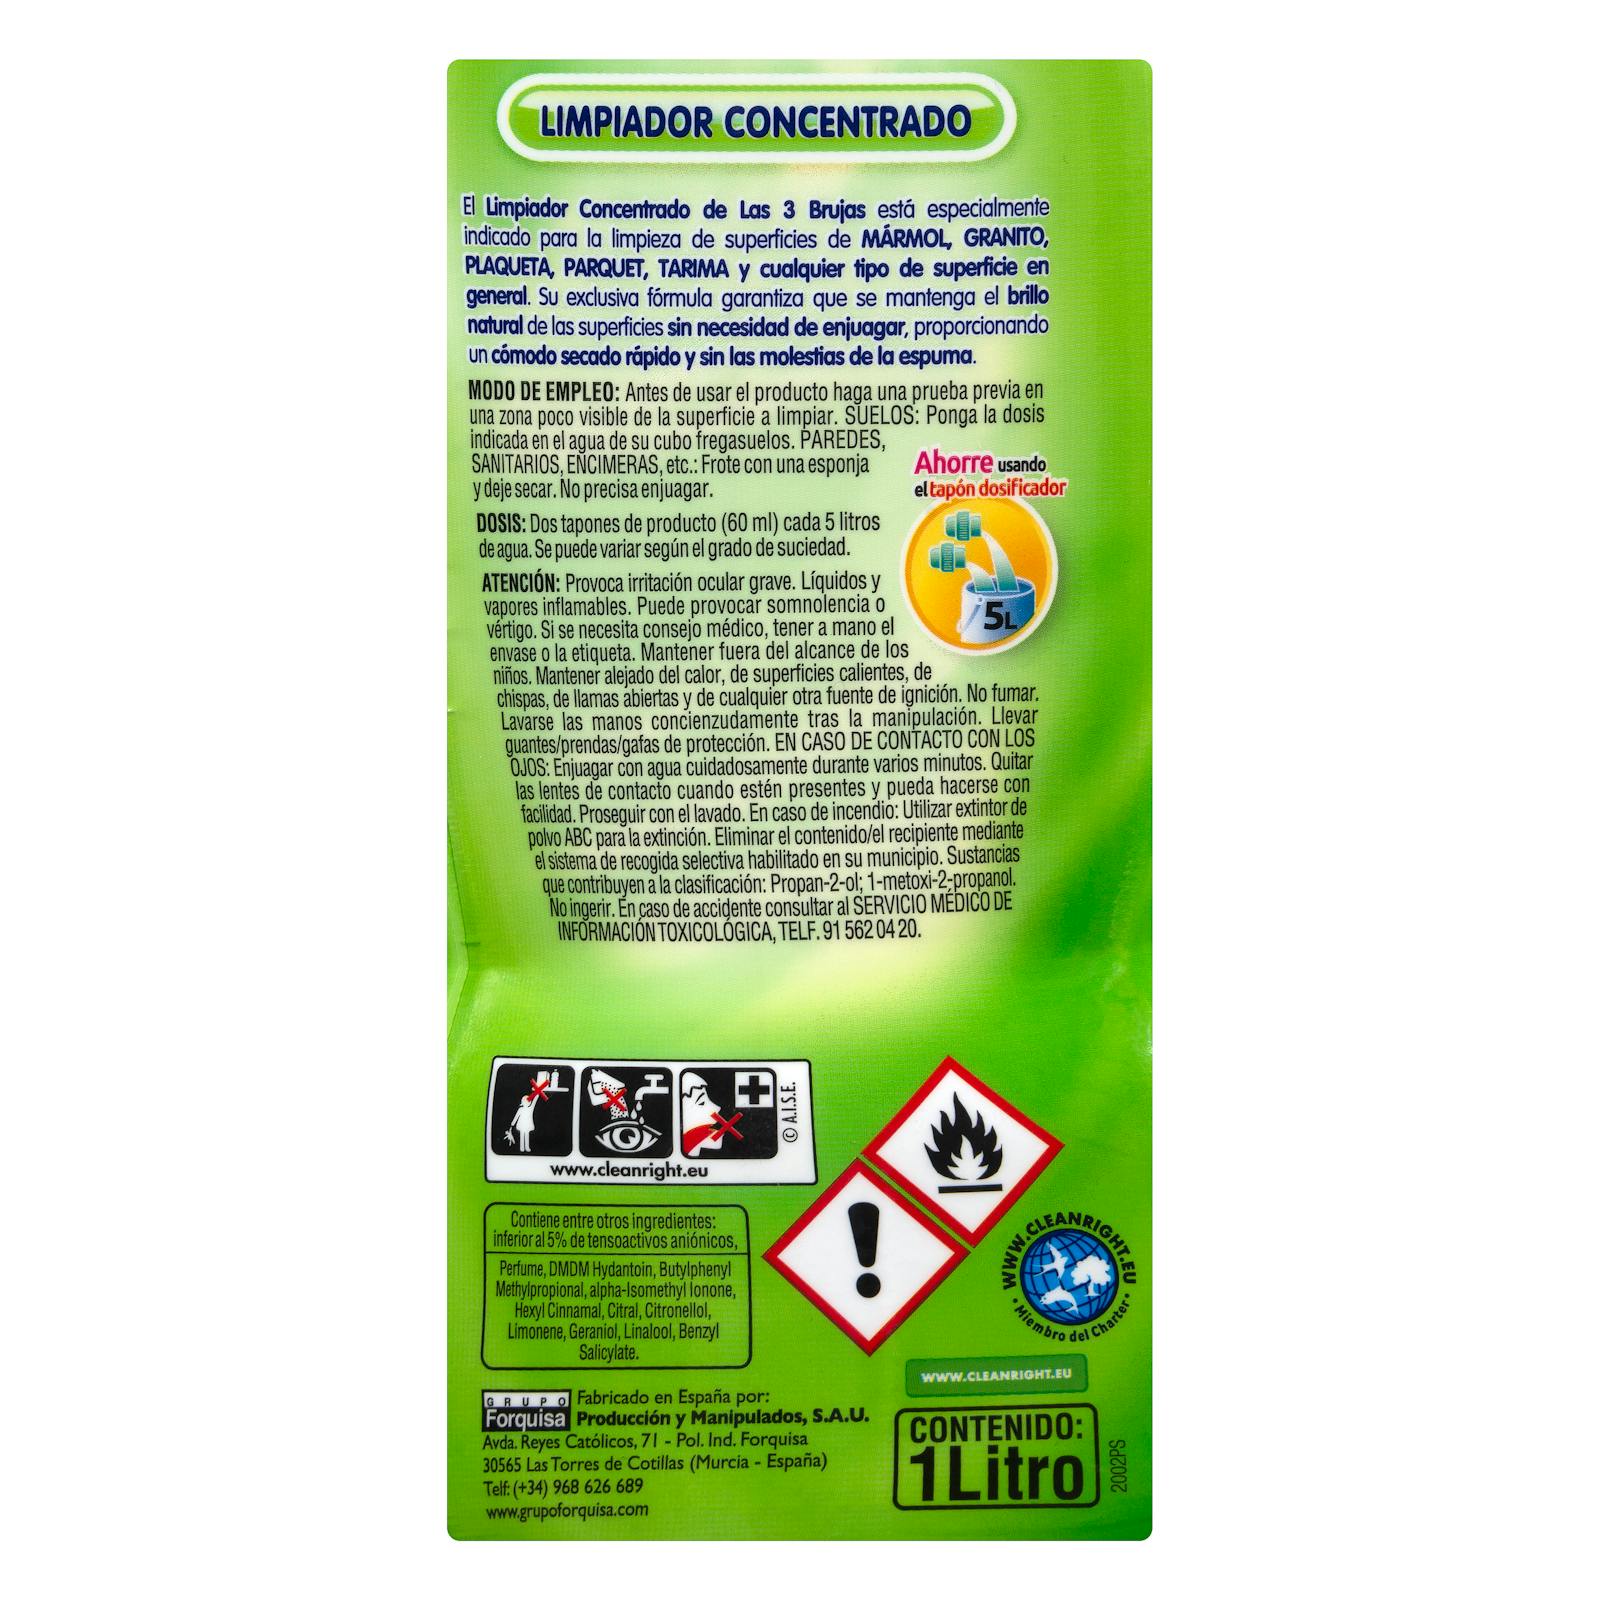 LIMPIADOR CONCENTRADO
El Limpiador Concentrado de Las 3 Brujas está especialmente
indicado para la limpieza de superficies de MÁRMOL, GRANITO,
PLAQUETA, PARQUET, TARIMA y cualquier tipo de superficie en
general. Su exclusiva fórmula garantiza que se mantenga el brillo
natural de las superficies sin necesidad de enjuagar, proporcionando
un cómodo secado rápido y sin las molestias de la espuma.
MODO DE EMPLEO: Antes de usar el producto haga una prueba previa en
una zona poco visible de la superficie a limpiar. SUELOS: Ponga la dosis
indicada en el agua de su cubo fregasuelos. PAREDES,
SANITARIOS, ENCIMERAS, etc.: Frote con una esponja
y deje secar. No precisa enjuagar.
Ahorre usando
el tapón dosificador
5L
DOSIS: Dos tapones de producto (60 ml) cada 5 litros
de agua. Se puede variar según el grado de suciedad.
ATENCIÓN: Provoca irritación ocular grave. Líquidos y
vapores inflamables. Puede provocar somnolencia o
vértigo. Si se necesita consejo médico, tener a mano el
envase o la etiqueta. Mantener fuera del alcance de los
niños. Mantener alejado del calor, de superficies calientes, de
chispas, de llamas abiertas y de cualquier otra fuente de ignición. No fumar.
Lavarse las manos concienzudamente tras la manipulación. Llevar
guantes/prendas/gafas de protección. EN CASO DE CONTACTO CON LOS
OJOS: Enjuagar con agua cuidadosamente durante varios minutos. Quitar
las lentes de contacto cuando estén presentes y pueda hacerse con
facilidad. Proseguir con el lavado. En caso de incendio: Utilizar extintor de
polvo ABC para la extinción. Eliminar el contenido/el recipiente mediante
el sistema de recogida selectiva habilitado en su municipio. Sustancias
que contribuyen a la clasificación: Propan-2-ol; 1-metoxi-2-propanol.
No ingerir. En caso de accidente consultar al SERVICIO MÉDICO DE
INFORMACIÓN TOXICOLÓGICA, TELF. 91 562 04 20.
© A.I.S.E.
www.cleanright.eu
Contiene entre otros ingredientes:
inferior al 5% de tensoactivos aniónicos,
Perfume, DMDM Hydantoin, Butylphenyl
Methylpropional, alpha-Isomethyl Ionone,
Hexyl Cinnamal, Citral, Citronellol,
Limonene, Geraniol, Linalool, Benzyl
Salicylate.
WWW.CLEANRIGHT.EU
• Miembro del Charter •
WWW.CLEANRIGHT.EU
GRUPO
Forquisa
Fabricado en España por:
Producción y Manipulados, S.A.U.
Avda. Reyes Católicos, 71 - Pol. Ind. Forquisa
30565 Las Torres de Cotillas (Murcia - España)
Telf: (+34) 968 626 689
www.grupoforquisa.com
CONTENIDO:
1Litro
2002PS